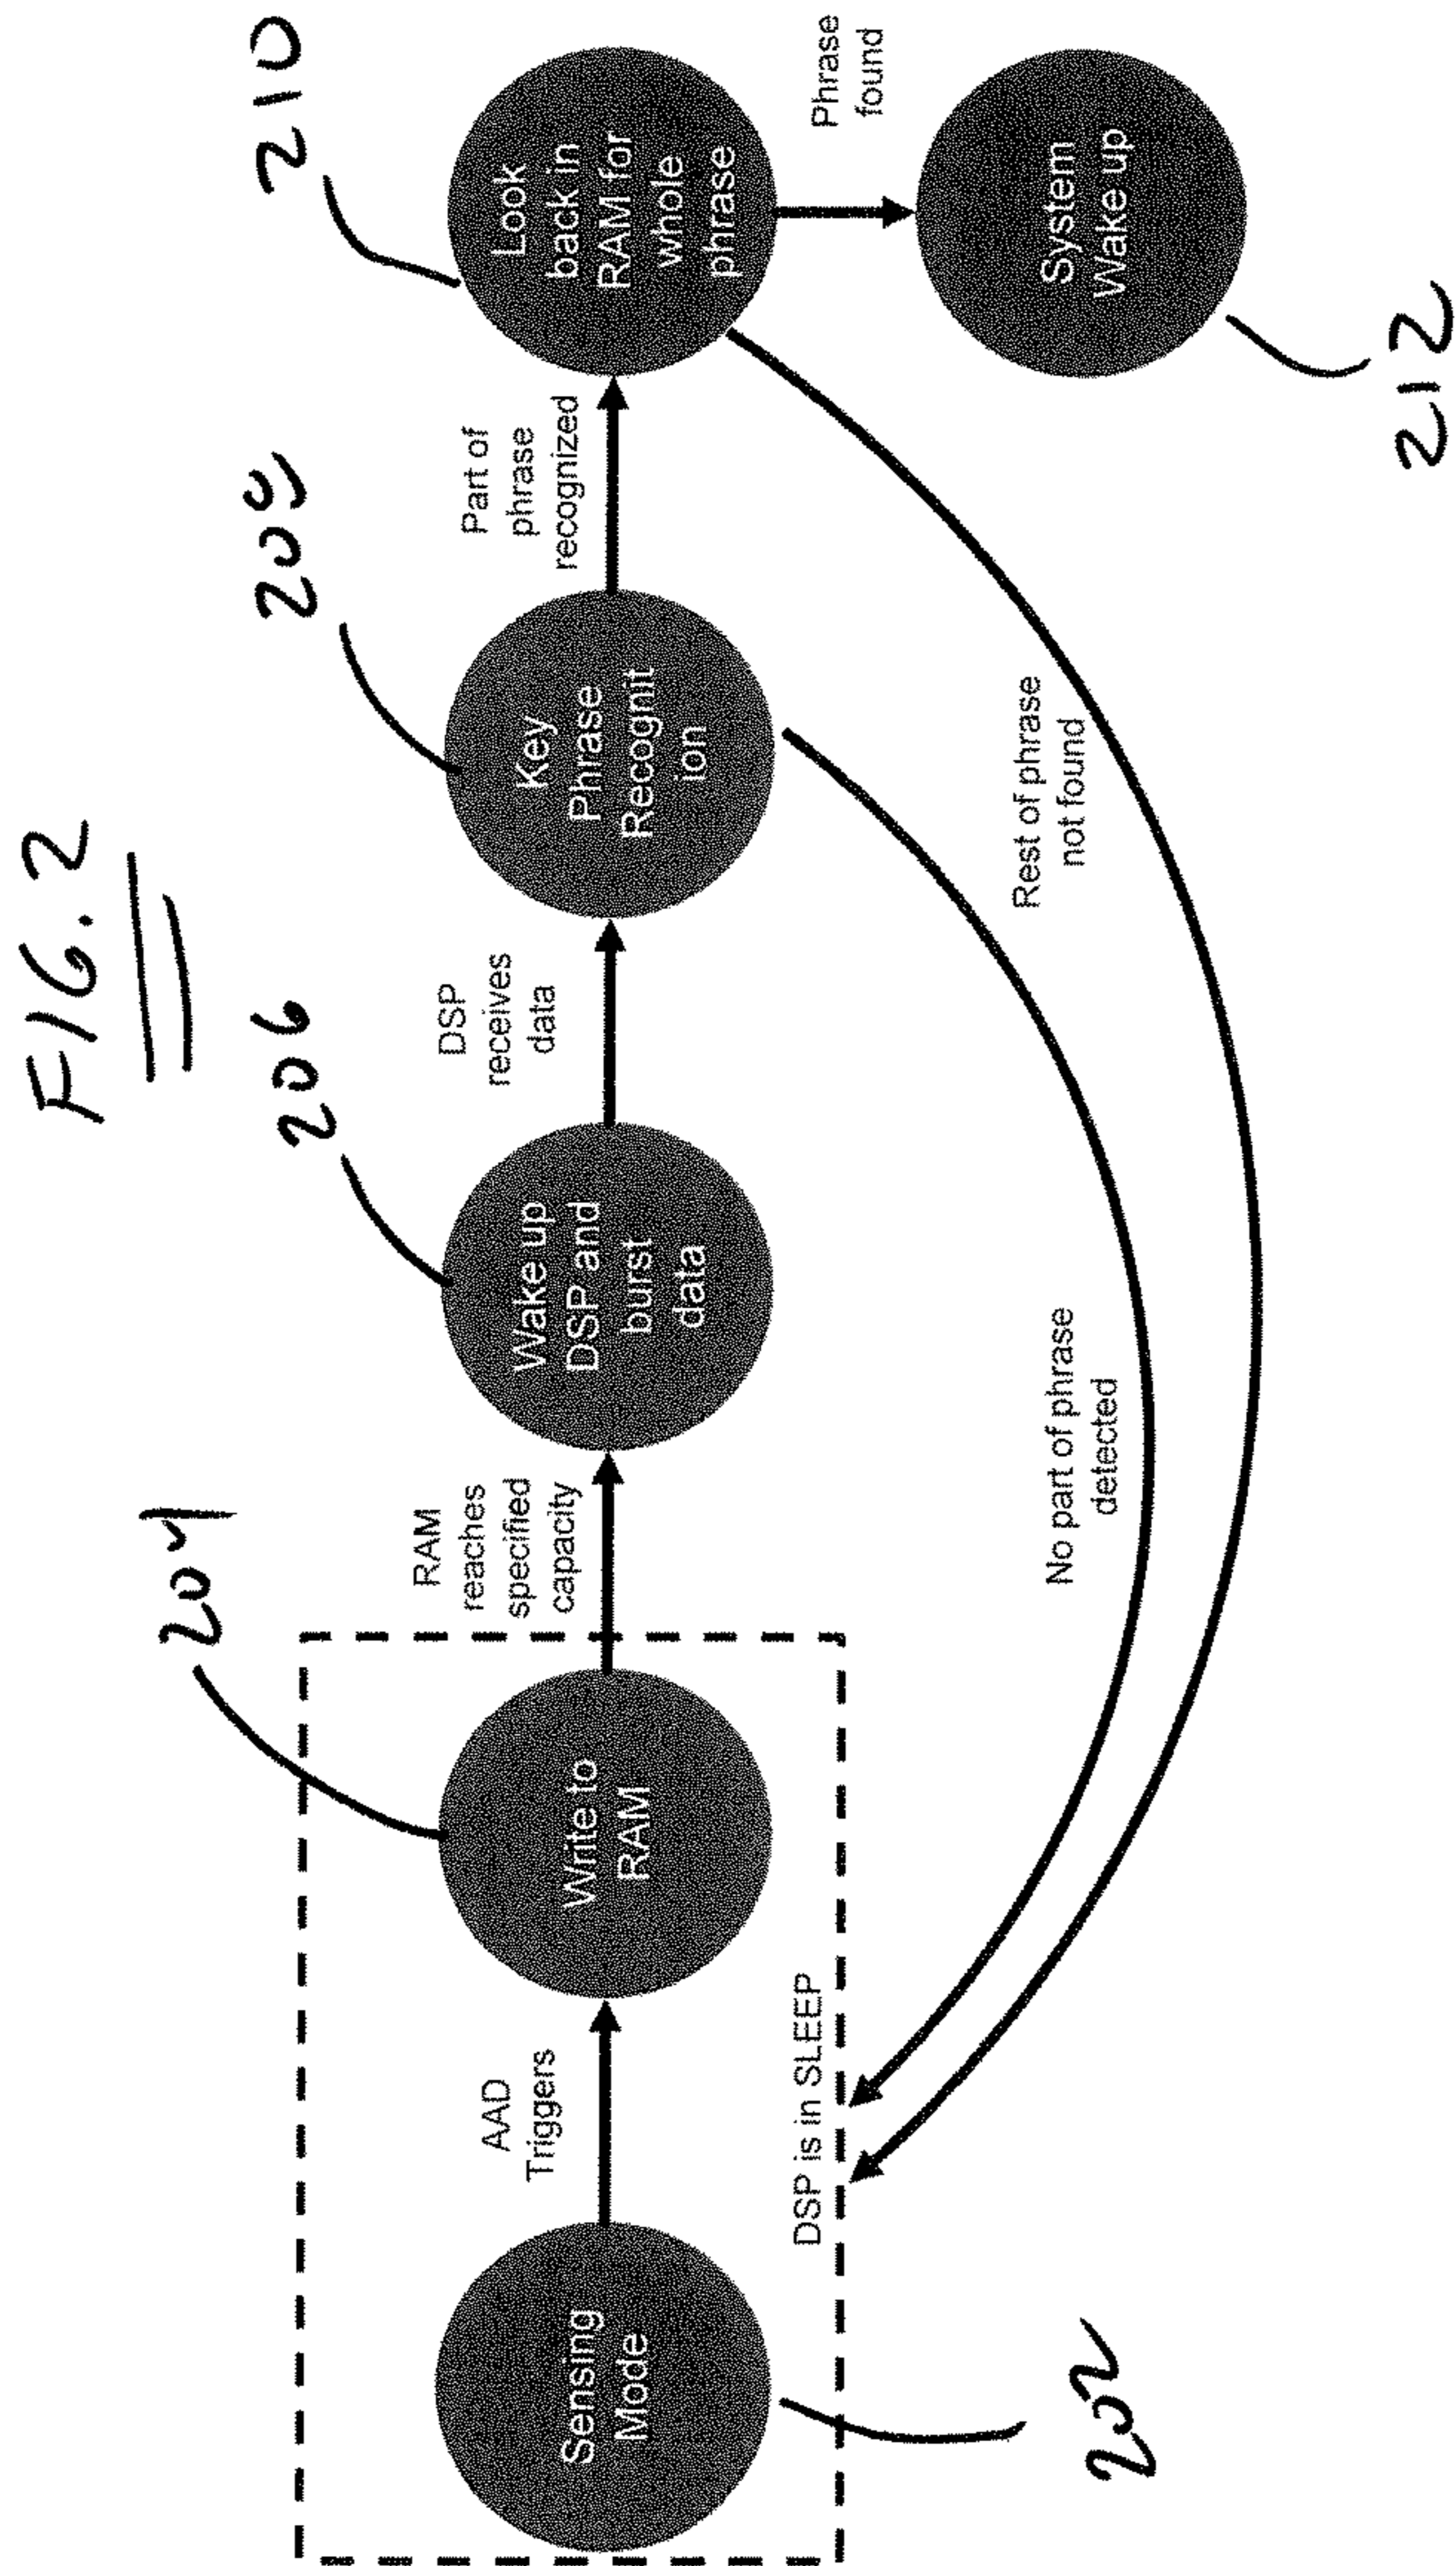 FIG. 2
202
Sensing
Mode
AAD
Triggers
204
Write to
RAM
DSP is in SLEEP
RAM
reaches
specified
capacity
206
Wake up
DSP and
burst
data
DSP
receives
data
208
Key
Phrase
Recognit
ion
Part of
phrase
recognized
210
Look
back in
RAM for
whole
phrase
Phrase
found
System
Wake up
212
No part of phrase
detected
Rest of phrase
not found